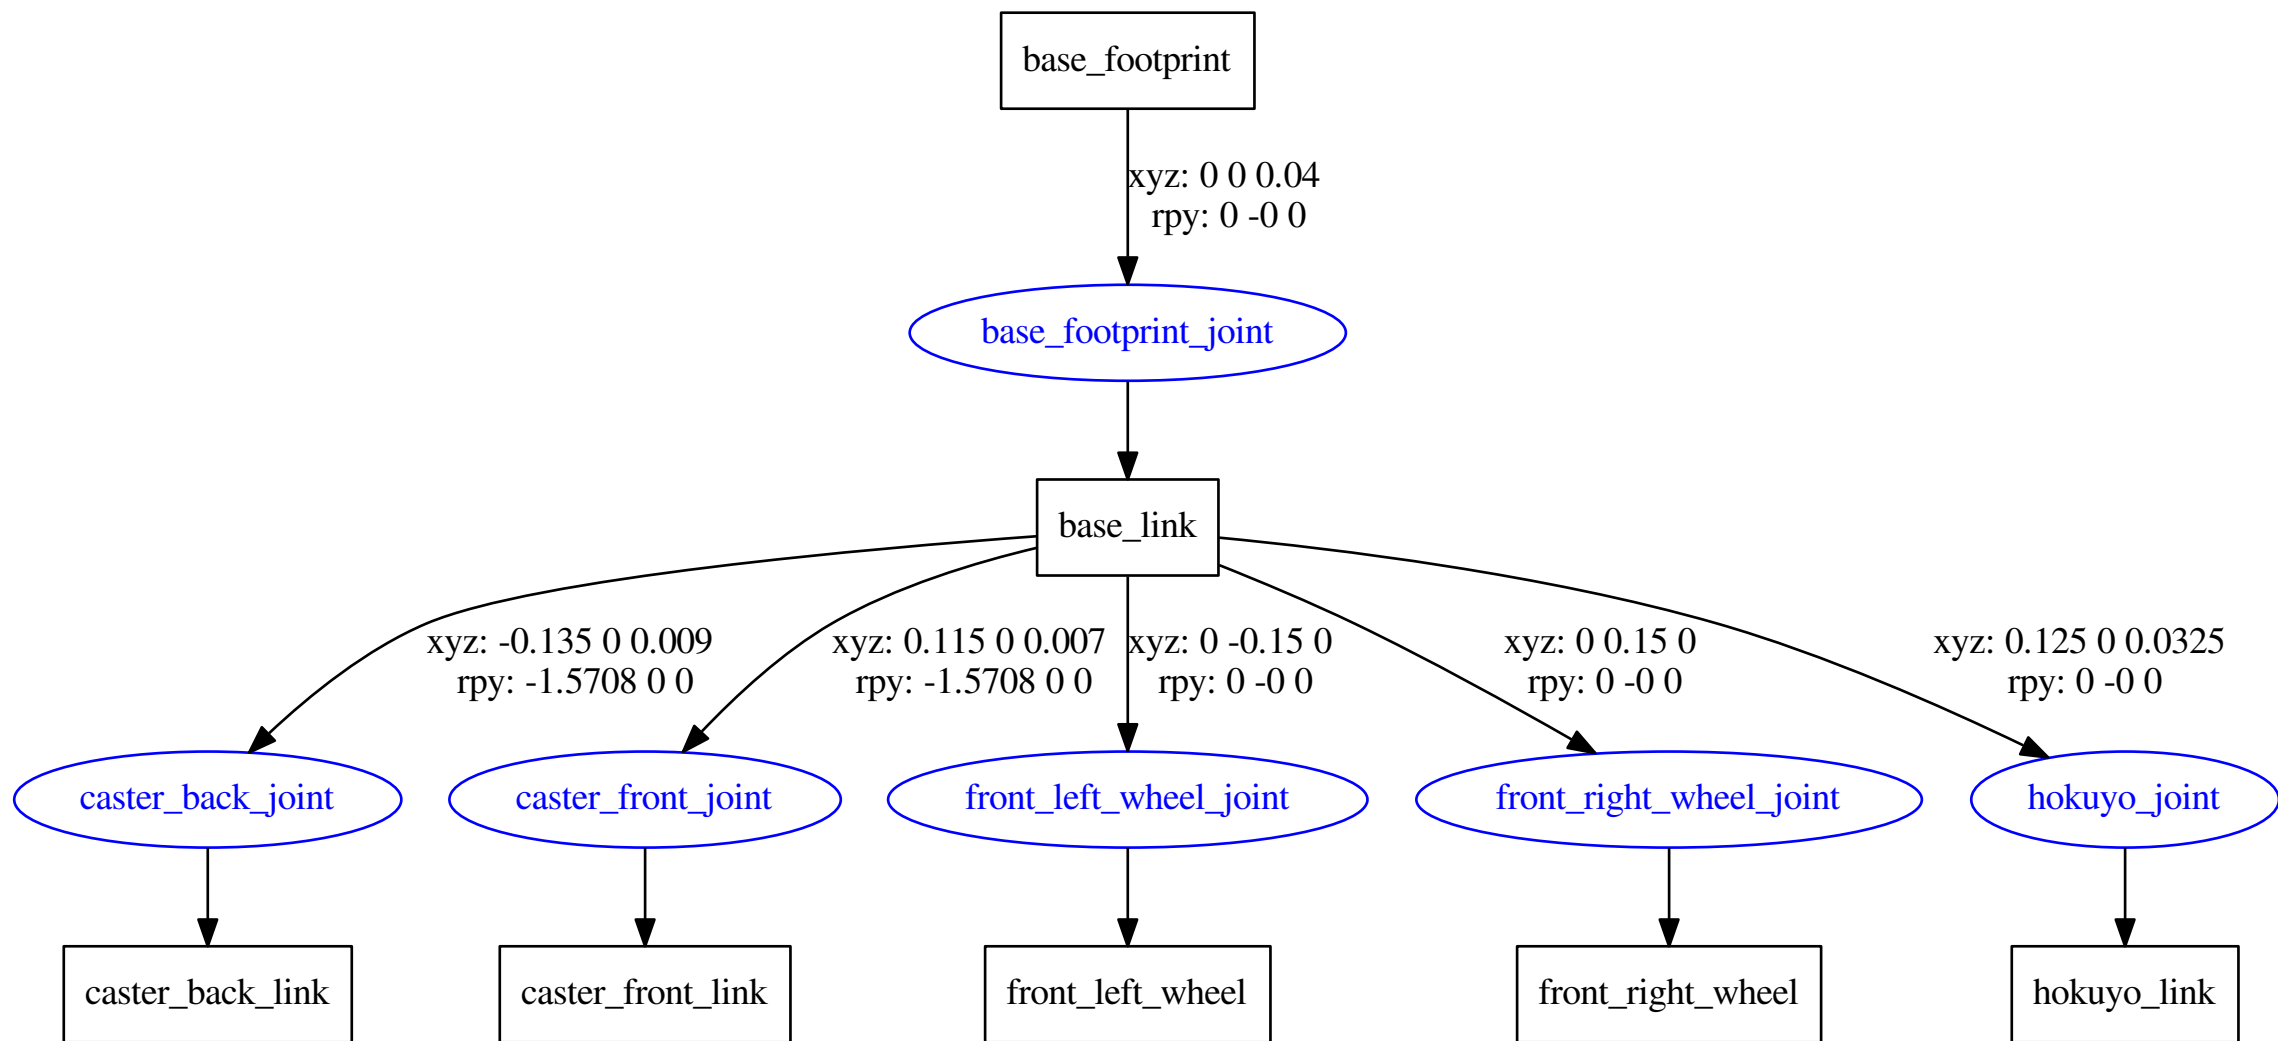 base_footprint
xyz: 0 0 0.04
rpy: 0 -0 0
base_footprint_joint
base_link
xyz: -0.135 0 0.009
rpy: -1.5708 0 0
xyz: 0.115 0 0.007
rpy: -1.5708 0 0
xyz: 0 -0.15 0
rpy: 0 -0 0
xyz: 0 0.15 0
rpy: 0 -0 0
xyz: 0.125 0 0.0325
rpy: 0 -0 0
caster_back_joint
caster_front_joint
front_left_wheel_joint
front_right_wheel_joint
hokuyo_joint
caster_back_link
caster_front_link
front_left_wheel
front_right_wheel
hokuyo_link